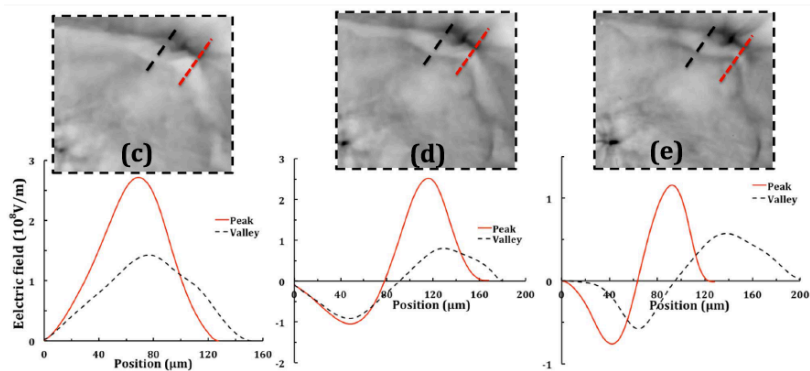 (c)
(d)
(e)
Eelctric field (10⁸V/m)
3
2
1
0
0
40
80
120
160
Position (μm)
Peak
Valley
3
2
1
0
-1
-2
0
40
80
120
160
200
Position (μm)
Peak
Valley
1
0
-1
0
40
80
120
160
200
Position (μm)
Peak
Valley